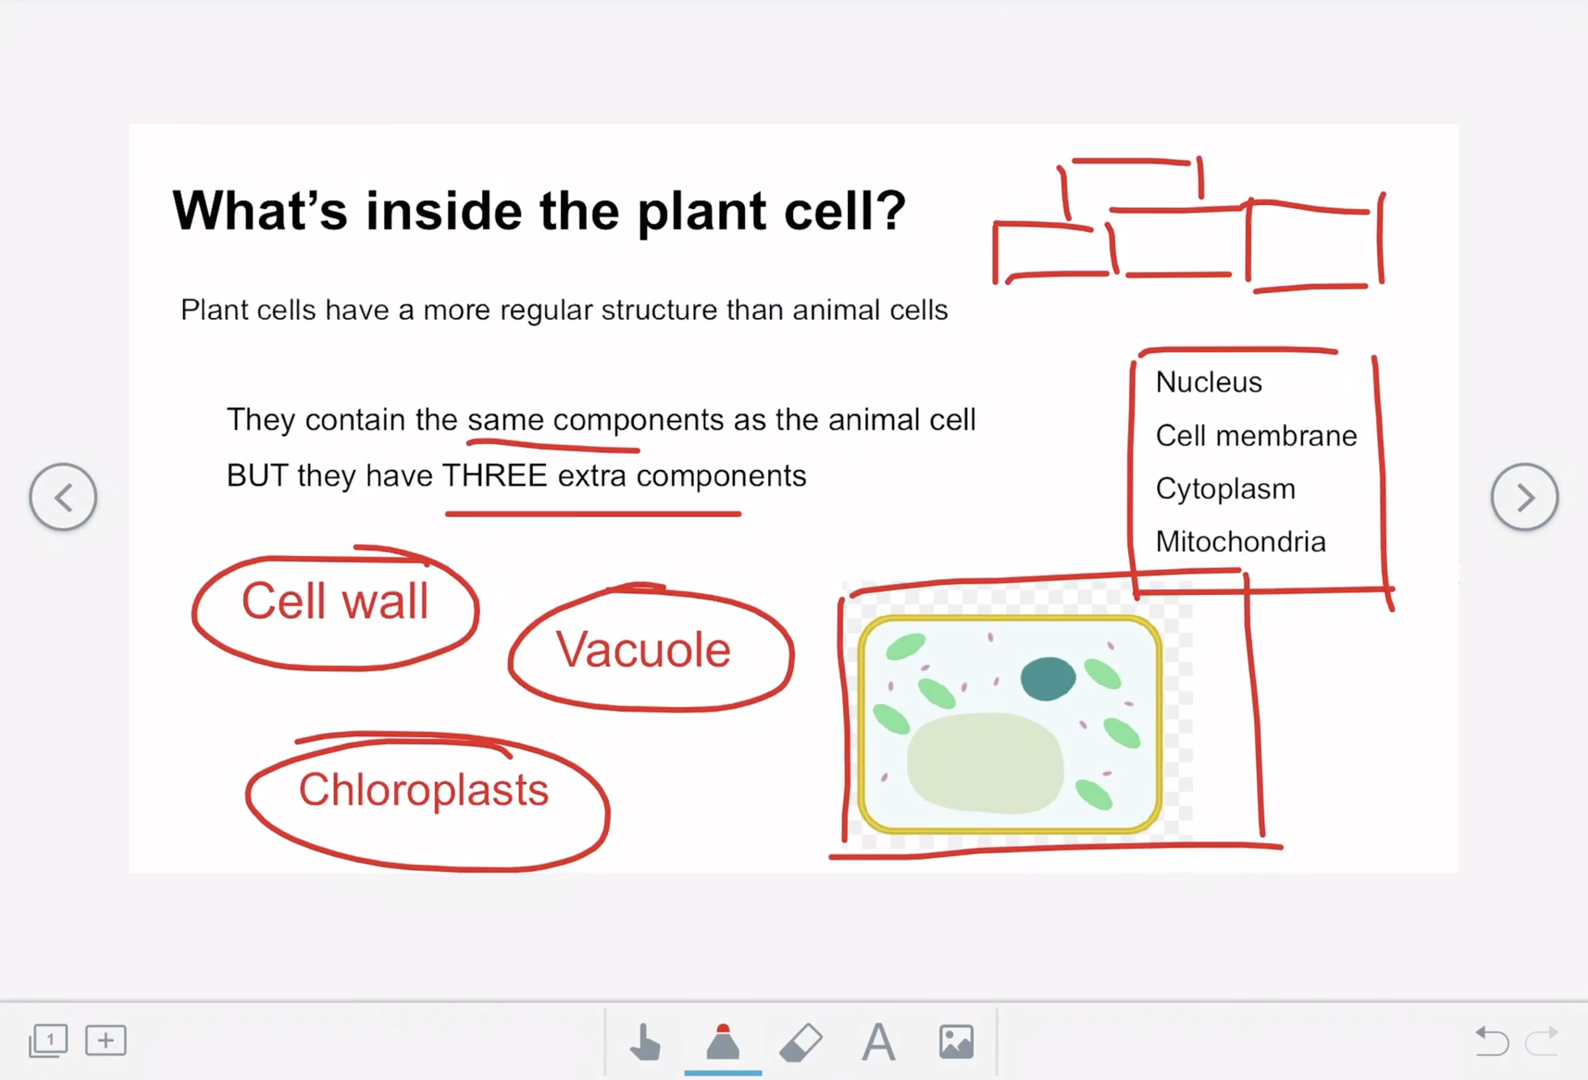 What’s inside the plant cell?
Plant cells have a more regular structure than animal cells
They contain the same components as the animal cell
BUT they have THREE extra components
Nucleus
Cell membrane
Cytoplasm
Mitochondria
Cell wall
Vacuole
Chloroplasts
1
A